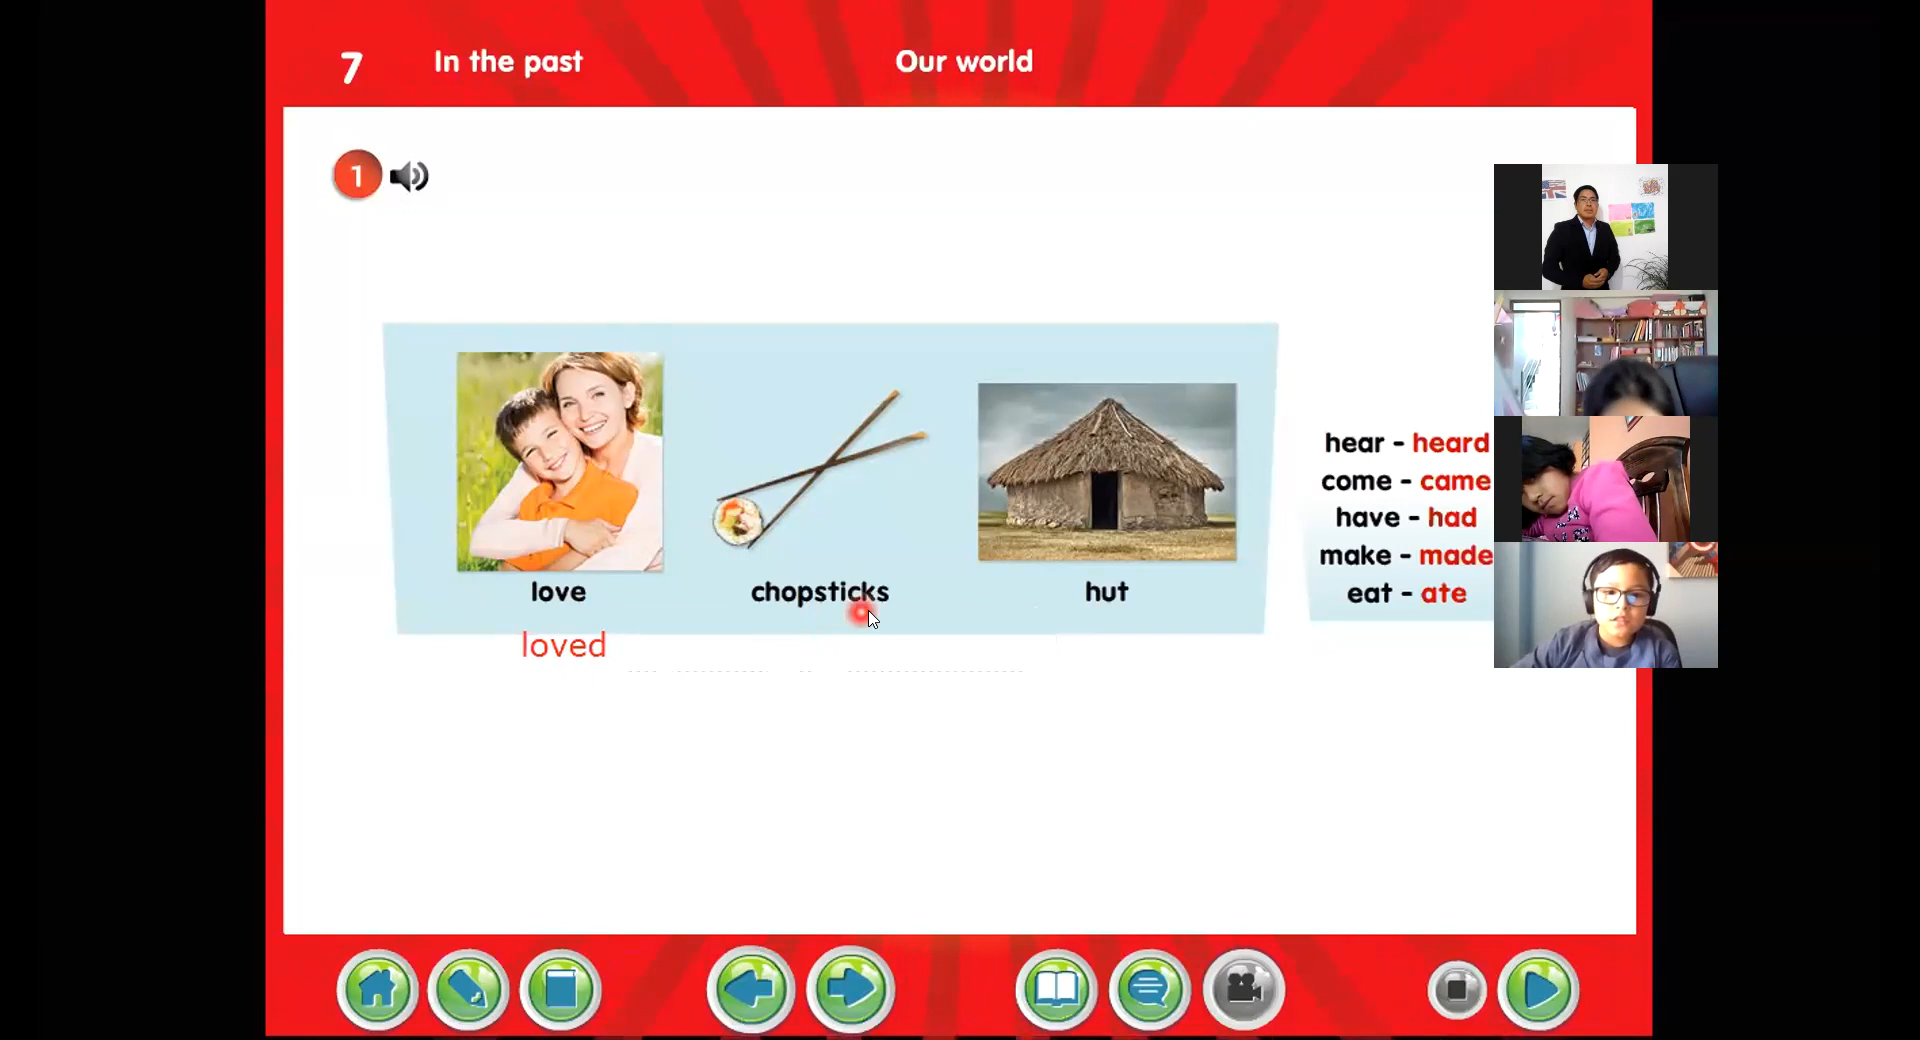 7 In the past Our world
1
love chopsticks hut
loved
hear - heard
come - came
have - had
make - made
eat - ate